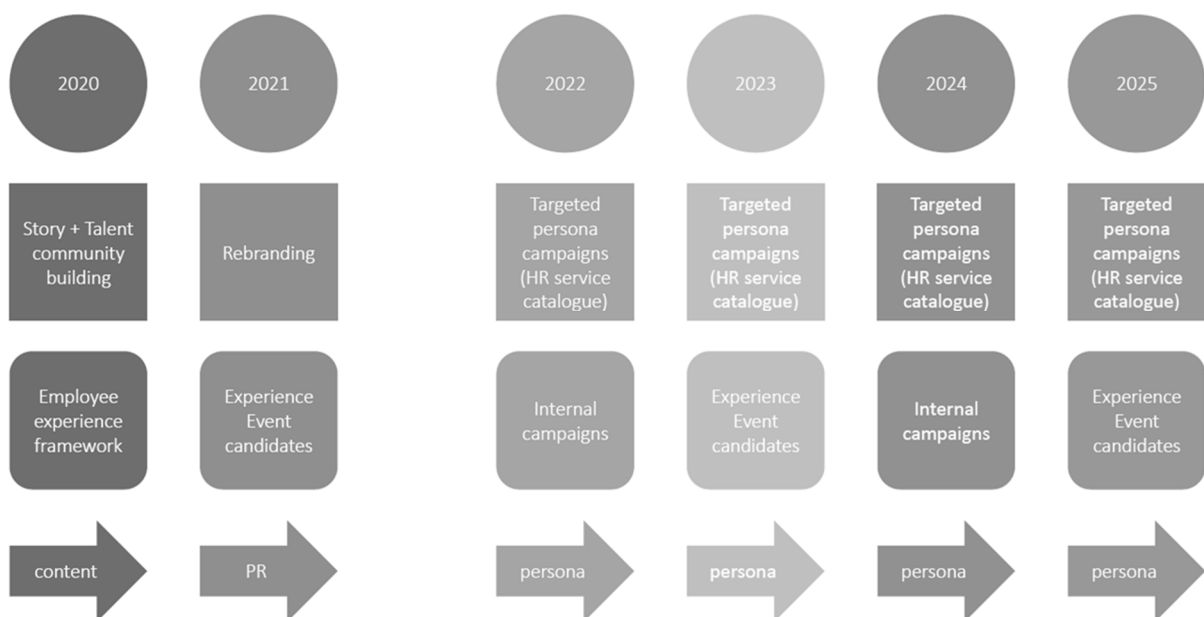 2020
2021
2022
2023
2024
2025
Story + Talent
community
building
Rebranding
Targeted
persona
campaigns
(HR service
catalogue)
Targeted
persona
campaigns
(HR service
catalogue)
Targeted
persona
campaigns
(HR service
catalogue)
Targeted
persona
campaigns
(HR service
catalogue)
Employee
experience
framework
Experience
Event
candidates
Internal
campaigns
Experience
Event
candidates
Internal
campaigns
Experience
Event
candidates
content
PR
persona
persona
persona
persona